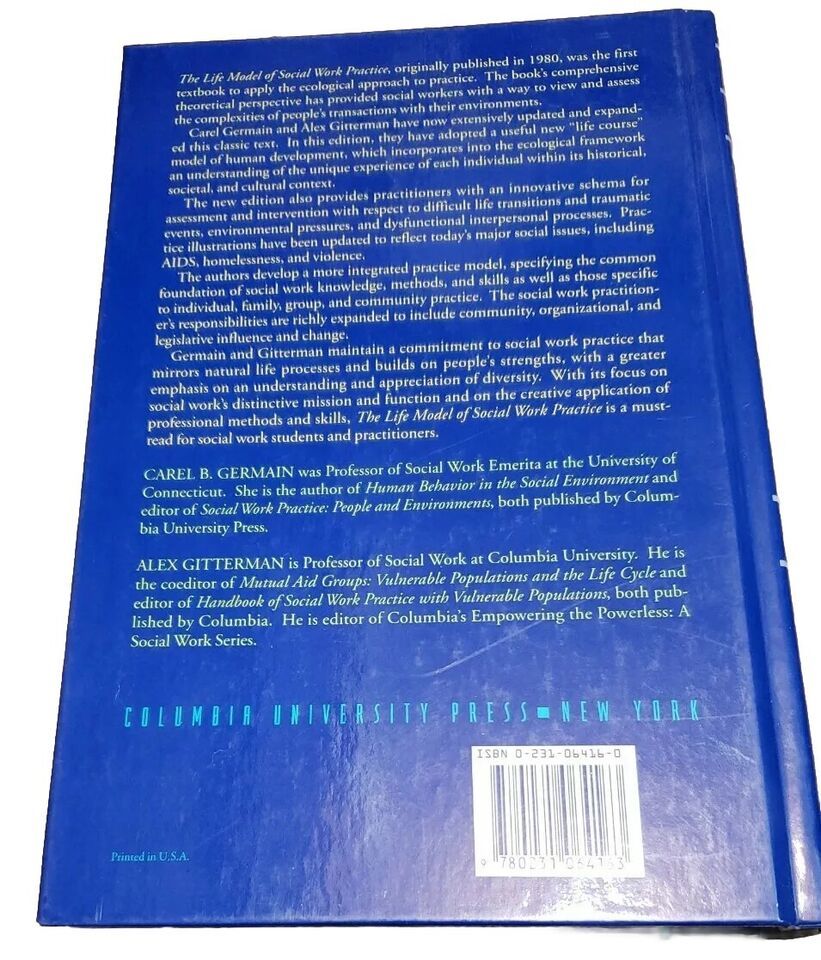 The Life Model of Social Work Practice, originally published in 1980, was the first
textbook to apply the ecological approach to practice. The book's comprehensive
theoretical perspective has provided social workers with a way to view and assess
the complexities of people's transactions with their environments.
Carel Germain and Alex Gitterman have now extensively updated and expand-
ed this classic text. In this edition, they have adopted a useful new "life course"
model of human development, which incorporates into the ecological framework
an understanding of the unique experience of each individual within its historical,
societal, and cultural context.
The new edition also provides practitioners with an innovative schema for
assessment and intervention with respect to difficult life transitions and traumatic
events, environmental pressures, and dysfunctional interpersonal processes. Prac-
tice illustrations have been updated to reflect today's major social issues, including
AIDS, homelessness, and violence.
The authors develop a more integrated practice model, specifying the common
foundation of social work knowledge, methods, and skills as well as those specific
to individual, family, group, and community practice. The social work practition-
er's responsibilities are richly expanded to include community, organizational, and
legislative influence and change.
Germain and Gitterman maintain a commitment to social work practice that
mirrors natural life processes and builds on people's strengths, with a greater
emphasis on an understanding and appreciation of diversity. With its focus on
social work's distinctive mission and function and on the creative application of
professional methods and skills, The Life Model of Social Work Practice is a must-
read for social work students and practitioners.
CAREL B. GERMAIN was Professor of Social Work Emerita at the University of
Connecticut. She is the author of Human Behavior in the Social Environment and
editor of Social Work Practice: People and Environments, both published by Colum-
bia University Press.
ALEX GITTERMAN is Professor of Social Work at Columbia University. He is
the coeditor of Mutual Aid Groups: Vulnerable Populations and the Life Cycle and
editor of Handbook of Social Work Practice with Vulnerable Populations, both pub-
lished by Columbia. He is editor of Columbia's Empowering the Powerless: A
Social Work Series.
COLUMBIA UNIVERSITY PRESS ■ NEW YORK
ISBN 0-231-06416-0
9 780231 064163
Printed in U.S.A.